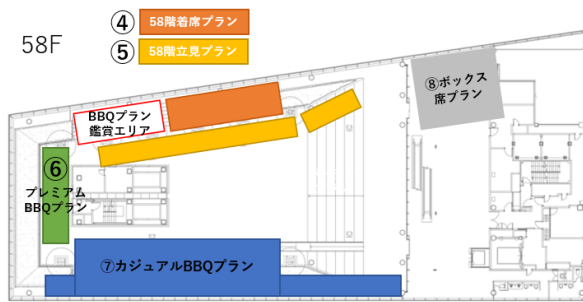 58F
④ 58階着席プラン
⑤ 58階立見プラン
BBQプラン
鑑賞エリア
⑧ボックス
席プラン
⑥
プレミアム
BBQプラン
⑦カジュアルBBQプラン